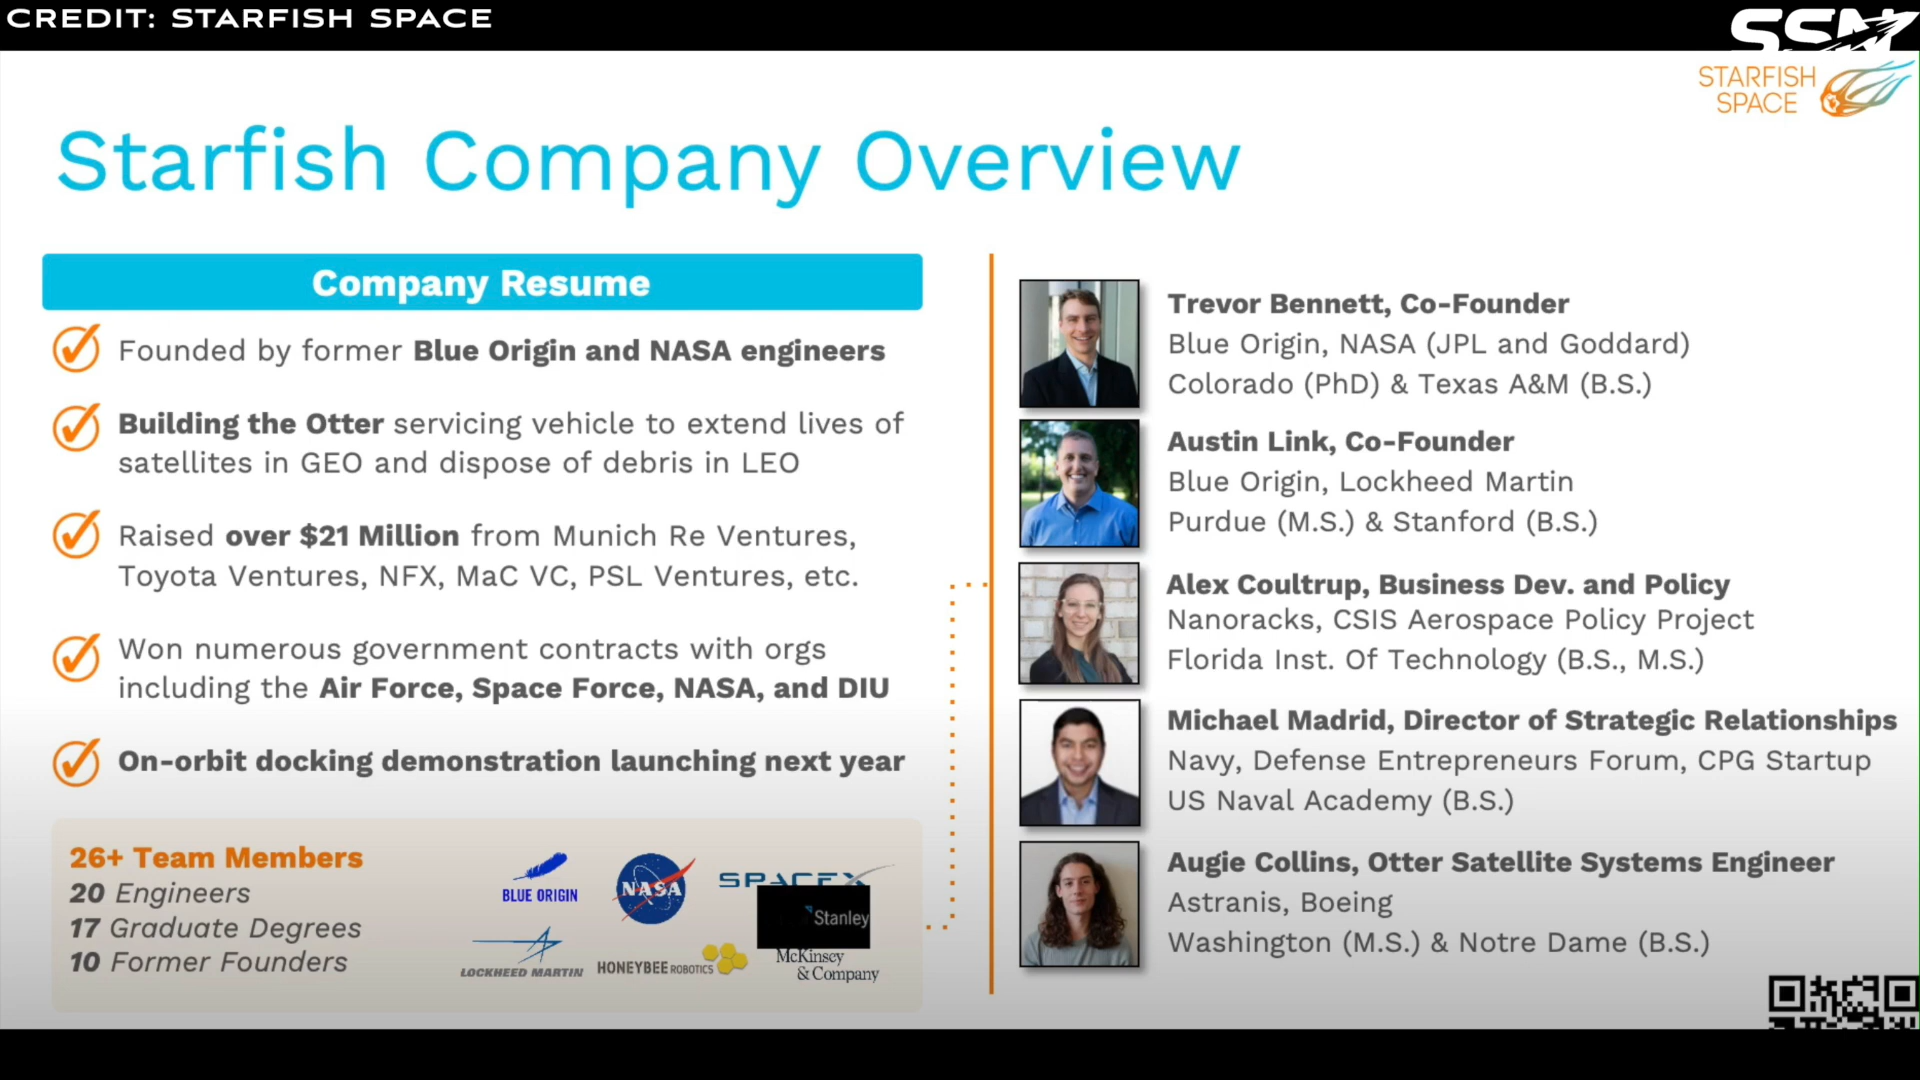 CREDIT: STARFISH SPACE
SSN
STARFISH
SPACE
Starfish Company Overview
Company Resume
Founded by former Blue Origin and NASA engineers
Building the Otter servicing vehicle to extend lives of
satellites in GEO and dispose of debris in LEO
Raised over $21 Million from Munich Re Ventures,
Toyota Ventures, NFX, MaC VC, PSL Ventures, etc.
Won numerous government contracts with orgs
including the Air Force, Space Force, NASA, and DIU
On-orbit docking demonstration launching next year
26+ Team Members
20 Engineers
17 Graduate Degrees
10 Former Founders
BLUE ORIGIN
NASA
SPACEX
Stanley
LOCKHEED MARTIN
HONEYBEE ROBOTICS
McKinsey
& Company
Trevor Bennett, Co-Founder
Blue Origin, NASA (JPL and Goddard)
Colorado (PhD) & Texas A&M (B.S.)
Austin Link, Co-Founder
Blue Origin, Lockheed Martin
Purdue (M.S.) & Stanford (B.S.)
Alex Coultrup, Business Dev. and Policy
Nanoracks, CSIS Aerospace Policy Project
Florida Inst. Of Technology (B.S., M.S.)
Michael Madrid, Director of Strategic Relationships
Navy, Defense Entrepreneurs Forum, CPG Startup
US Naval Academy (B.S.)
Augie Collins, Otter Satellite Systems Engineer
Astranis, Boeing
Washington (M.S.) & Notre Dame (B.S.)